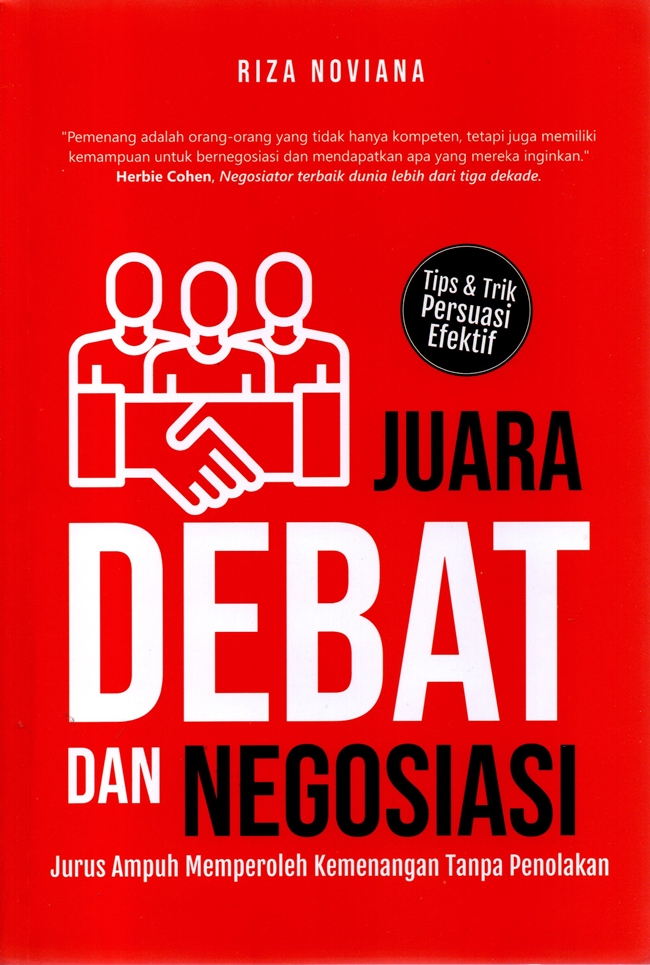 RIZA NOVIANA
"Pemenang adalah orang-orang yang tidak hanya kompeten, tetapi juga memiliki
kemampuan untuk bernegosiasi dan mendapatkan apa yang mereka inginkan."
Herbie Cohen, Negosiator terbaik dunia lebih dari tiga dekade.
Tips & Trik
Persuasi
Efektif
JUARA
DEBAT
DAN NEGOSIASI
Jurus Ampuh Memperoleh Kemenangan Tanpa Penolakan